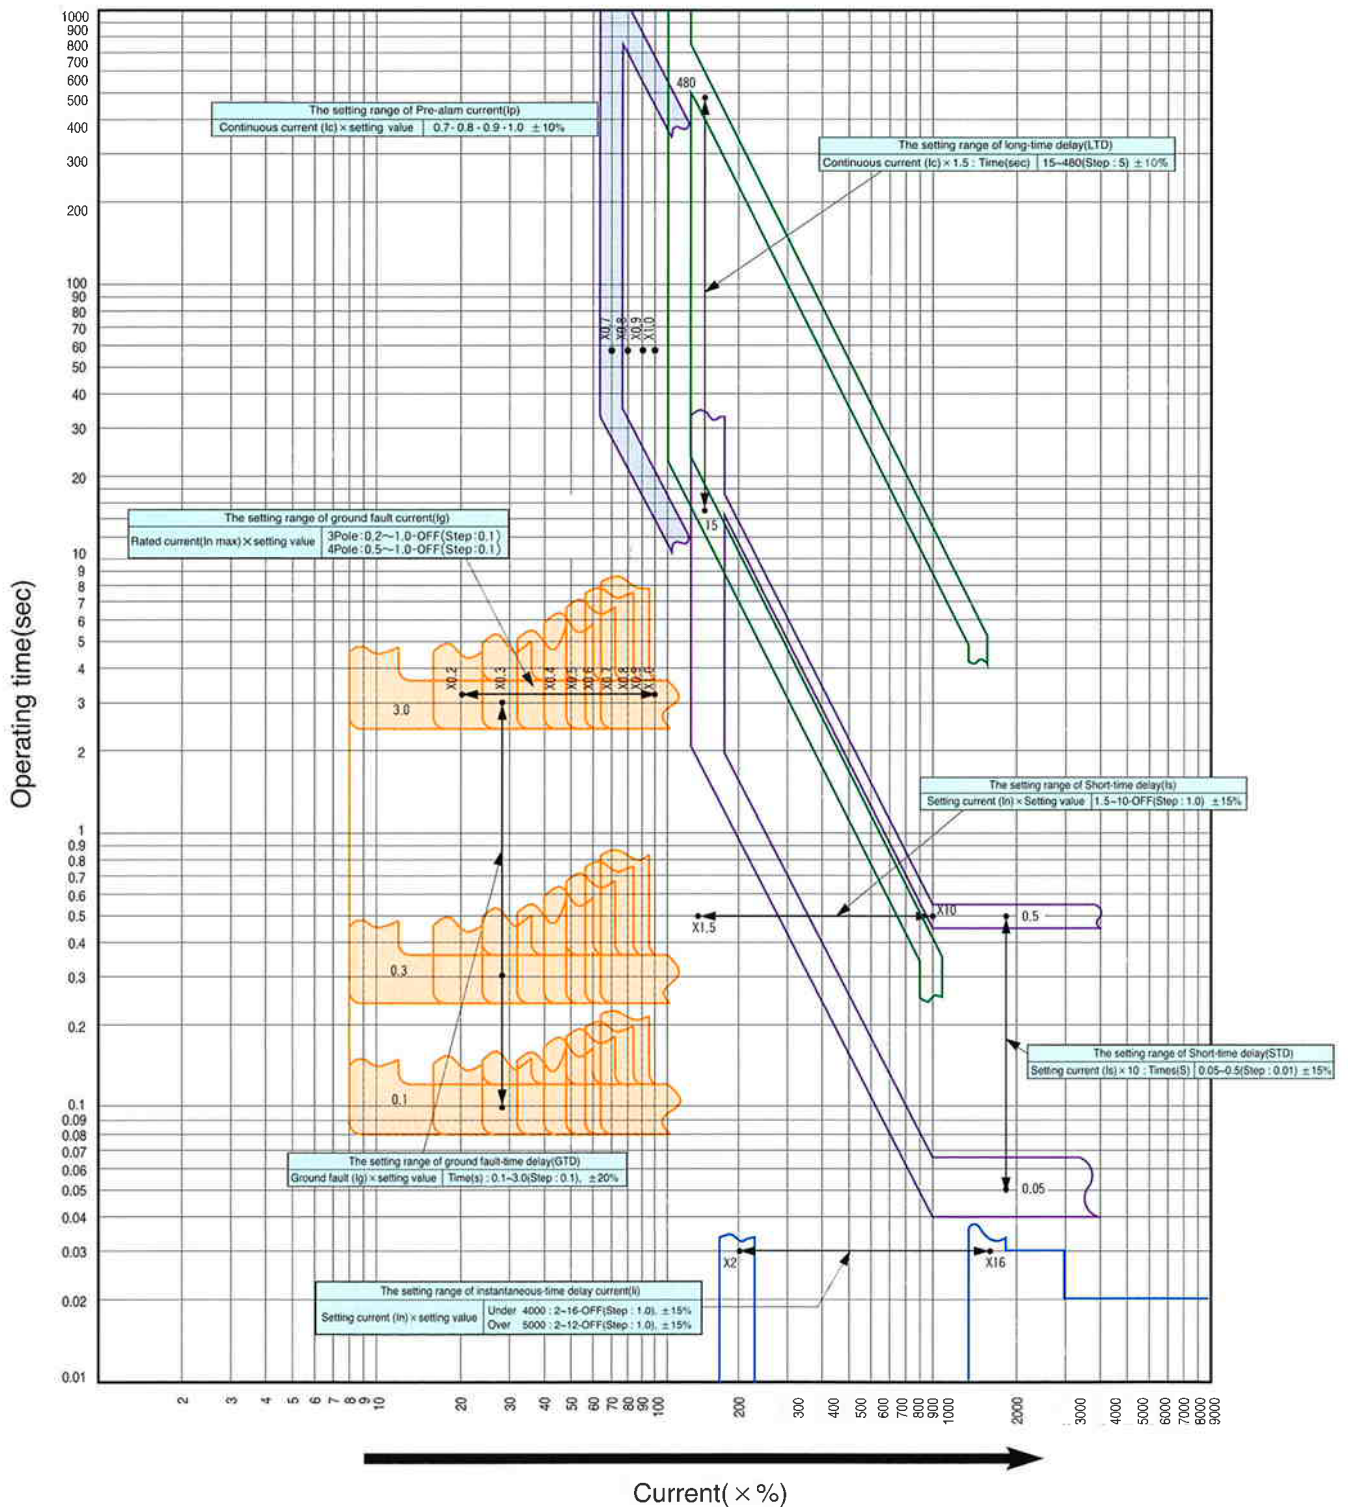 1000
900
800
700
600
500
400
300
200
100
90
80
70
60
50
40
30
20
10
9
8
7
6
5
4
3
2
1
0.9
0.8
0.7
0.6
0.5
0.4
0.3
0.2
0.1
0.09
0.08
0.07
0.06
0.05
0.04
0.03
0.02
0.01
Operating time(sec)
480
The setting range of Pre-alam current(Ip)
Continuous current (Ic) × setting value 0.7 - 0.8 - 0.9 - 1.0 ±10%
The setting range of long-time delay(LTD)
Continuous current (Ic) × 1.5 : Time(sec) 15~480(Step : 5) ±10%
X0.7 X0.8 X0.9 X1.0
15
The setting range of ground fault current(Ig)
Rated current(In max) × setting value
3Pole:0.2~1.0-OFF(Step:0.1)
4Pole:0.5~1.0-OFF(Step:0.1)
X0.2 X0.3 X0.4 X0.5 X0.6 X0.7 X0.8 X0.9 X1.0
3.0
The setting range of Short-time delay(Is)
Setting current (In) × Setting value 1.5~10-OFF(Step : 1.0) ±15%
X1.5
X10
0.5
0.3
The setting range of Short-time delay(STD)
Setting current (Is) × 10 : Times(S) 0.05~0.5(Step : 0.01) ±15%
0.1
The setting range of ground fault-time delay(GTD)
Ground fault (Ig) × setting value Time(s) : 0.1~3.0(Step : 0.1), ±20%
0.05
X2
X16
The setting range of instantaneous-time delay current(Ii)
Setting current (In) × setting value
Under 4000 : 2~16-OFF(Step : 1.0), ±15%
Over 5000 : 2~12-OFF(Step : 1.0), ±15%
2 3 4 5 6 7 8 9 10 20 30 40 50 60 70 80 90 100 200 300 400 500 600 700 800 900 1000 2000 3000 4000 5000 6000 7000 8000 9000
Current( × %)